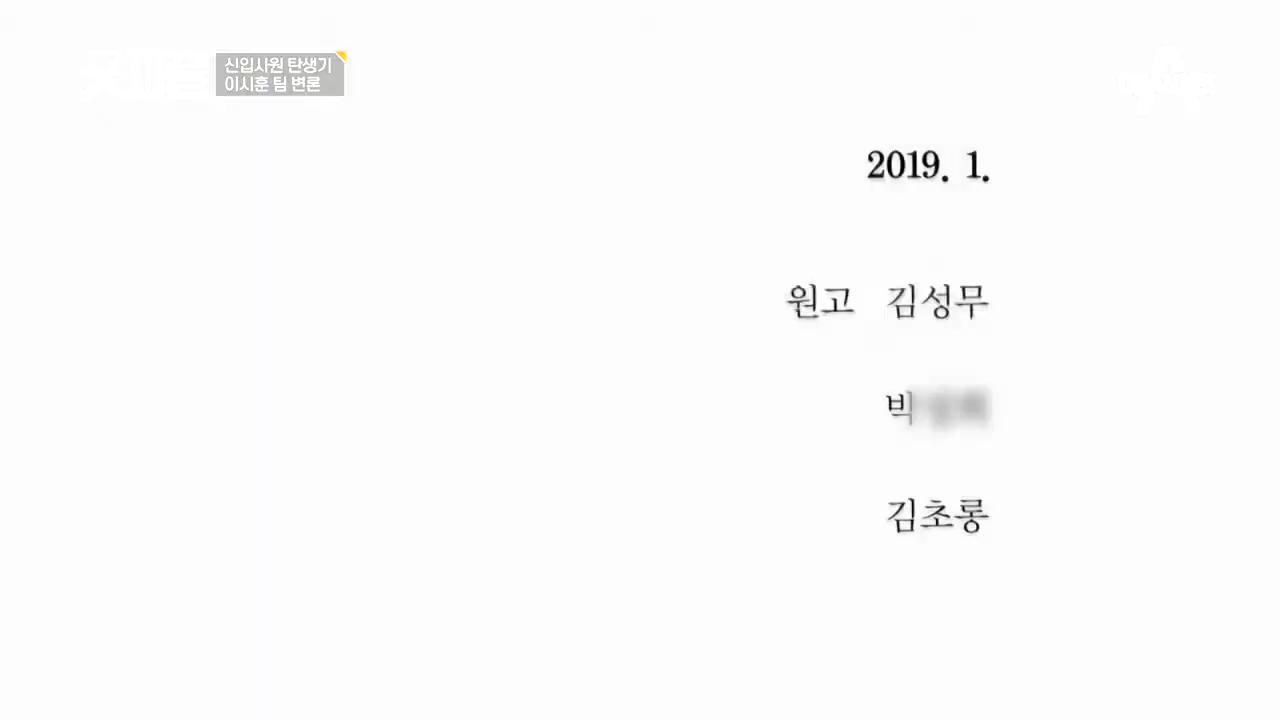 신입사원 탄생기
이시훈 팀 변론
2019. 1.
원고 김성무
김초롱